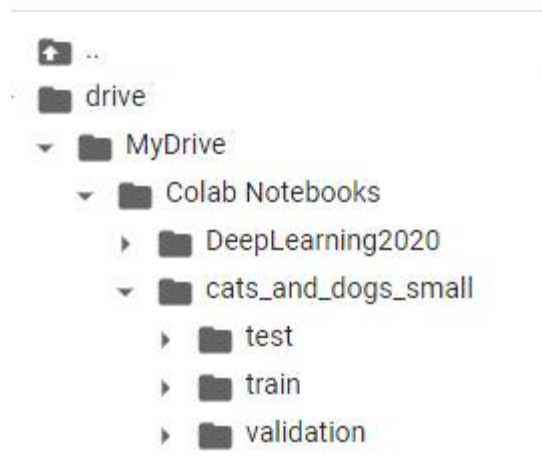 ..
drive
MyDrive
Colab Notebooks
DeepLearning2020
cats_and_dogs_small
test
train
validation